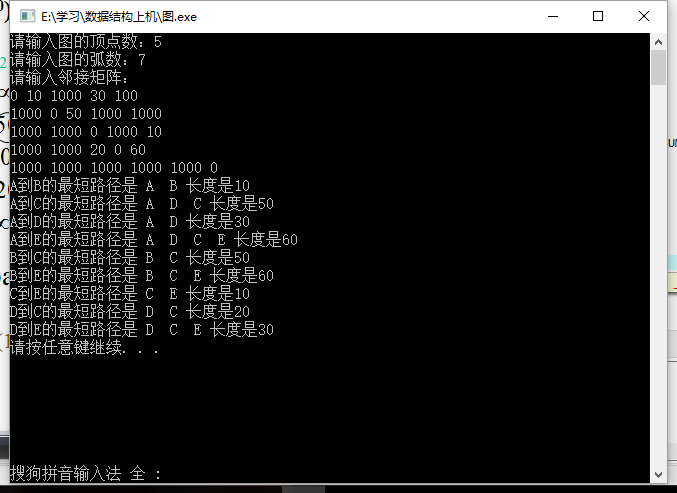 E:\学习\数据结构上机\图.exe
请输入图的顶点数: 5
请输入图的弧数: 7
请输入邻接矩阵:
0 10 1000 30 100
1000 0 50 1000 1000
1000 1000 0 1000 10
1000 1000 20 0 60
1000 1000 1000 1000 1000 0
A到B的最短路径是 A  B 长度是10
A到C的最短路径是 A  D  C 长度是50
A到D的最短路径是 A  D 长度是30
A到E的最短路径是 A  D  C  E 长度是60
B到C的最短路径是 B  C 长度是50
B到E的最短路径是 B  C  E 长度是60
C到E的最短路径是 C  E 长度是10
D到C的最短路径是 D  C 长度是20
D到E的最短路径是 D  C  E 长度是30
请按任意键继续. . .
搜狗拼音输入法 全 :